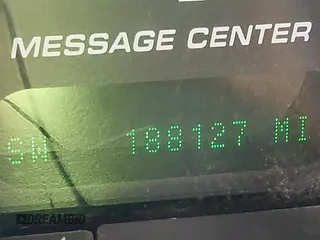 MESSAGE CENTER
SW 188127 MI
DREAMBID